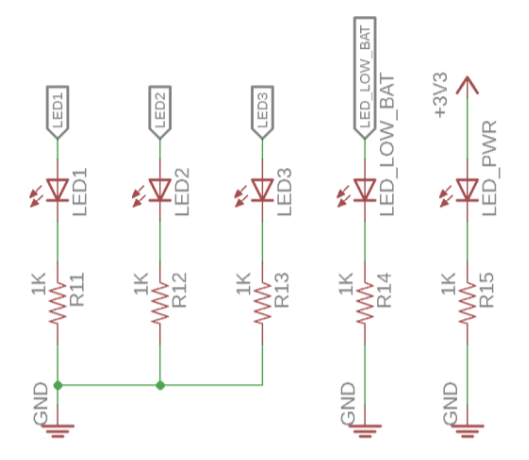 LED1
LED2
LED3
LED_LOW_BAT
+3V3
LED1
LED2
LED3
LED_LOW_BAT
LED_PWR
1K
R11
1K
R12
1K
R13
1K
R14
1K
R15
GND
GND
GND